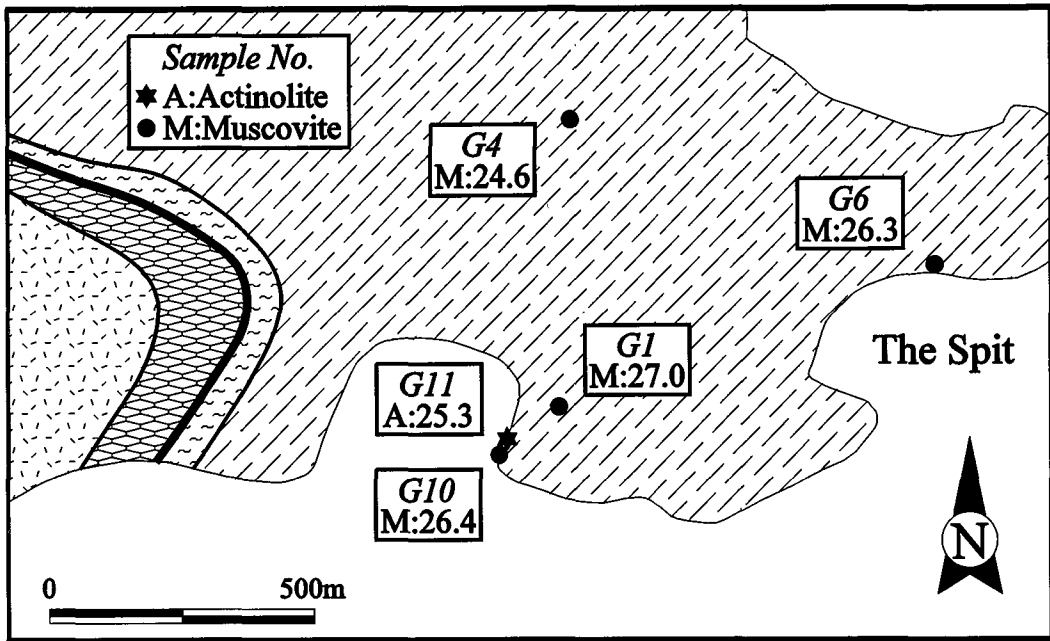 Sample No.
A:Actinolite
M:Muscovite
G4
M:24.6
G6
M:26.3
G1
M:27.0
The Spit
G11
A:25.3
G10
M:26.4
N
0 500m